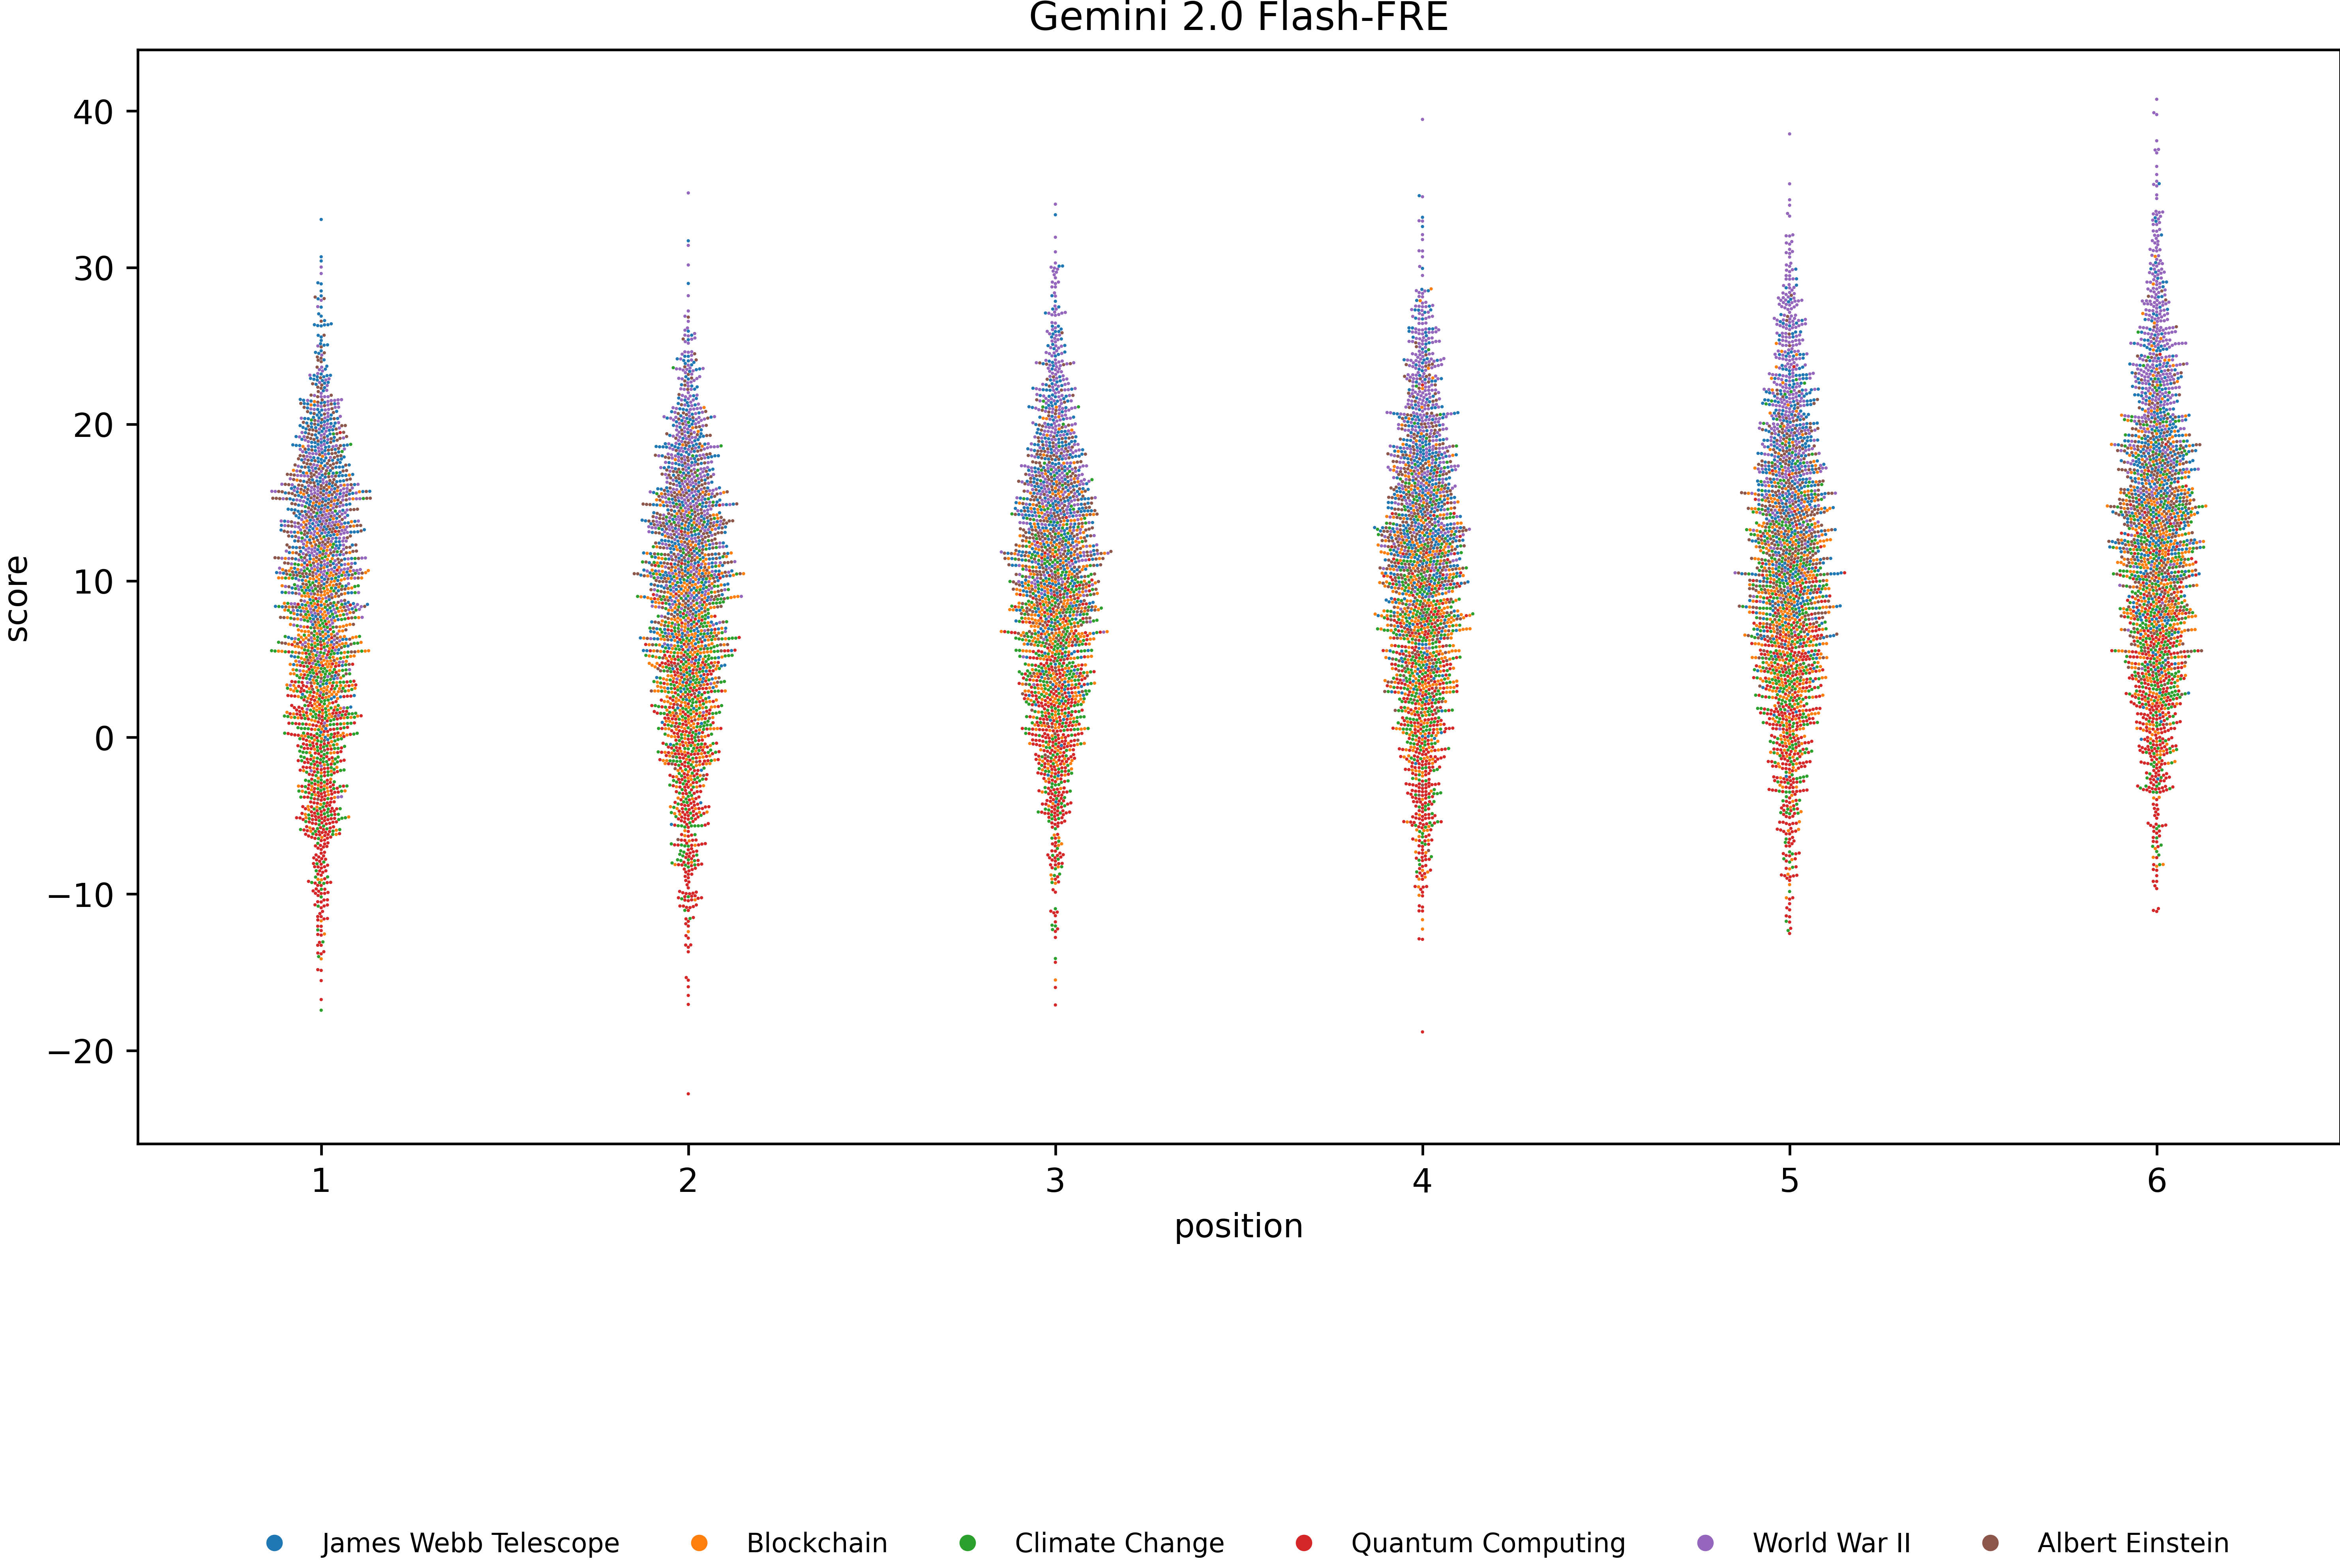 Gemini 2.0 Flash-FRE
score
40
30
20
10
0
−10
−20
1 2 3 4 5 6
position
James Webb Telescope Blockchain Climate Change Quantum Computing World War II Albert Einstein